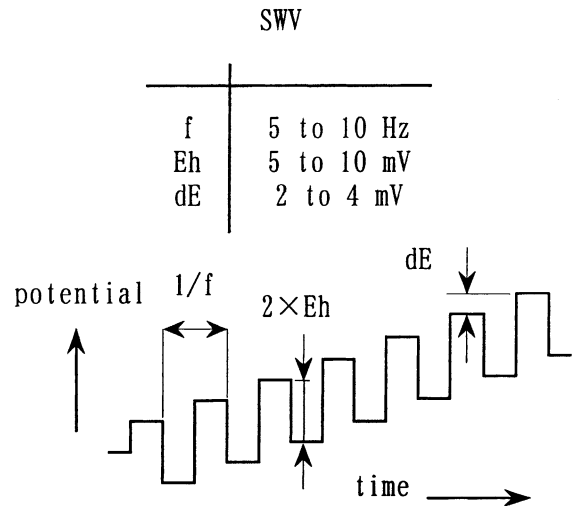 SWV
f 5 to 10 Hz
Eh 5 to 10 mV
dE 2 to 4 mV
dE
potential 1/f
2×Eh
time